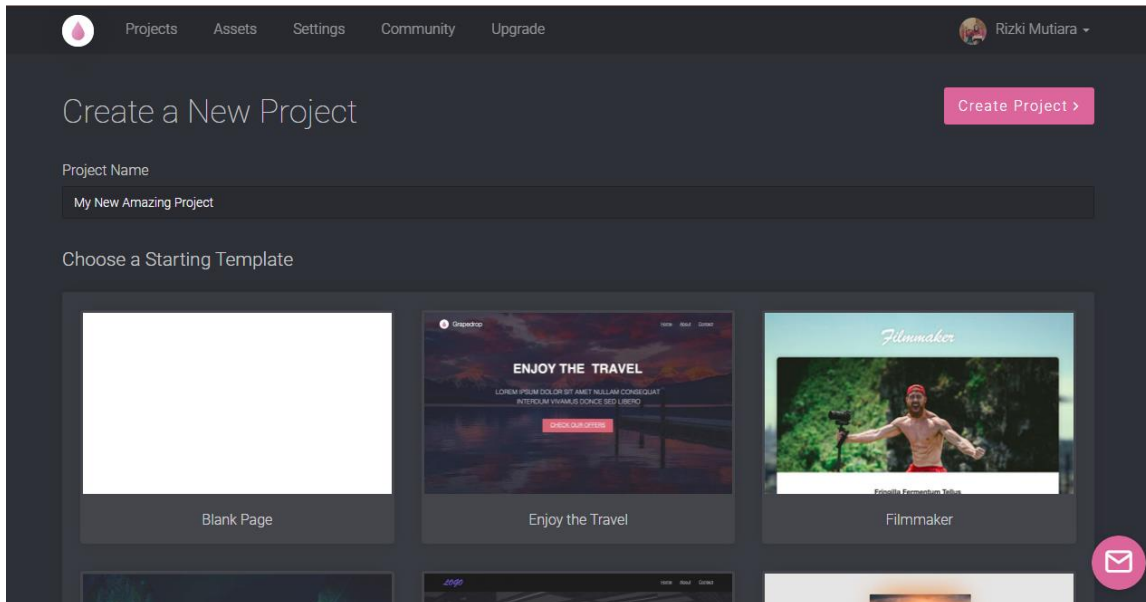 Projects Assets Settings Community Upgrade Rizki Mutiara
Create a New Project
Create Project >
Project Name
My New Amazing Project
Choose a Starting Template
Grapedrop Home About Contact
ENJOY THE TRAVEL
LOREM IPSUM DOLOR SIT AMET NULLAM CONSEQUAT
INTERDUM VIVAMUS DONCE SED LIBERO
CHECK OUR OFFERS
Filmmaker
Fringilla Fermentum Tellus
Blank Page
Enjoy the Travel
Filmmaker
LOGO Home About Contact